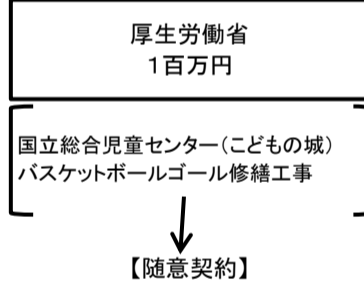 厚生労働省
1百万円
国立総合児童センター(こどもの城)
バスケットボールゴール修繕工事
【随意契約】